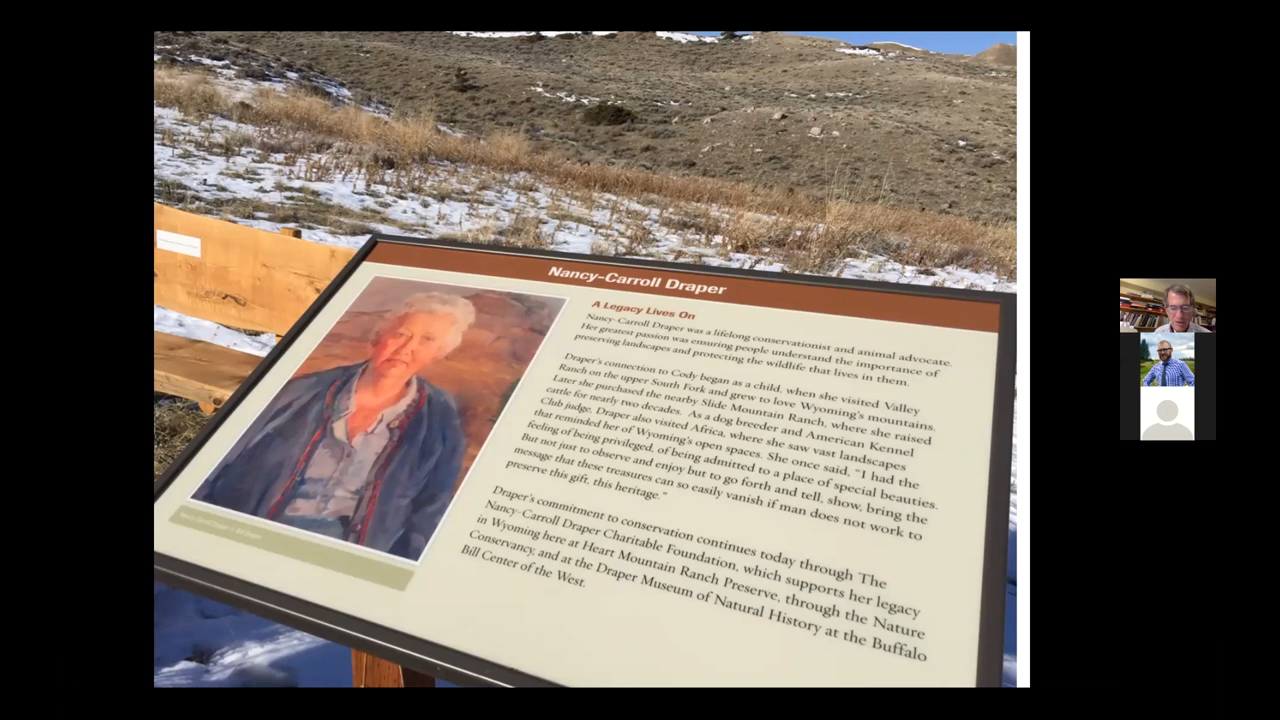 Nancy-Carroll Draper
A Legacy Lives On
Nancy-Carroll Draper was a lifelong conservationist and animal advocate.
Her greatest passion was ensuring people understand the importance of
preserving landscapes and protecting the wildlife that lives in them.
Draper's connection to Cody began as a child, when she visited Valley
Ranch on the upper South Fork and grew to love Wyoming's mountains.
Later she purchased the nearby Slide Mountain Ranch, where she raised
cattle for nearly two decades. As a dog breeder and American Kennel
Club judge, Draper also visited Africa, where she saw vast landscapes
that reminded her of Wyoming's open spaces. She once said, "I had the
feeling of being privileged, of being admitted to a place of special beauties.
But not just to observe and enjoy but to go forth and tell, show, bring the
message that these treasures can so easily vanish if man does not work to
preserve this gift, this heritage."
Draper's commitment to conservation continues today through The
Nancy-Carroll Draper Charitable Foundation, which supports her legacy
in Wyoming here at Heart Mountain Ranch Preserve, through the Nature
Conservancy, and at the Draper Museum of Natural History at the Buffalo
Bill Center of the West.